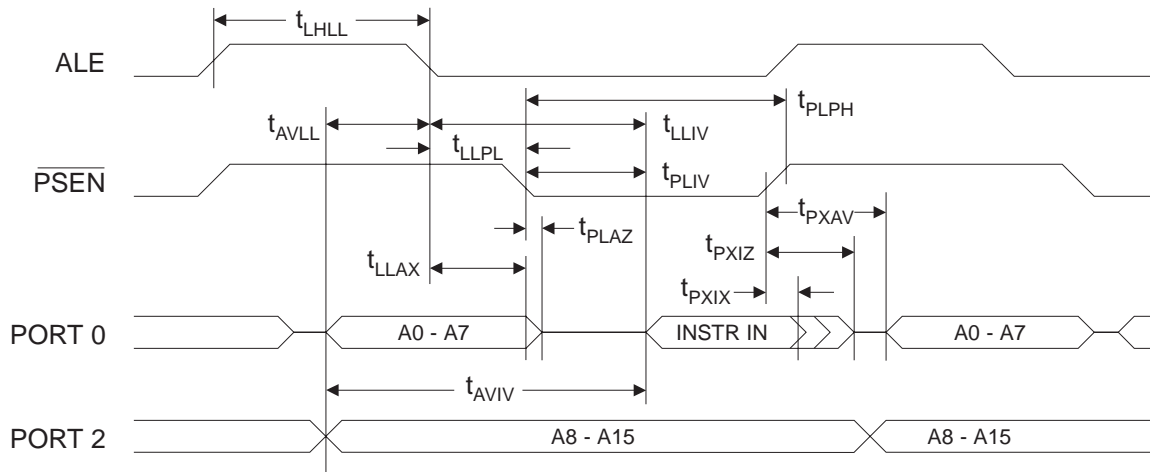 tLHLL
ALE
tPLPH
tAVLL
tLLIV
tLLPL
PSEN
tPLIV
tPXAV
tPLAZ
tPXIZ
tLLAX
tPXIX
PORT 0
A0 - A7
INSTR IN
A0 - A7
tAVIV
PORT 2
A8 - A15
A8 - A15